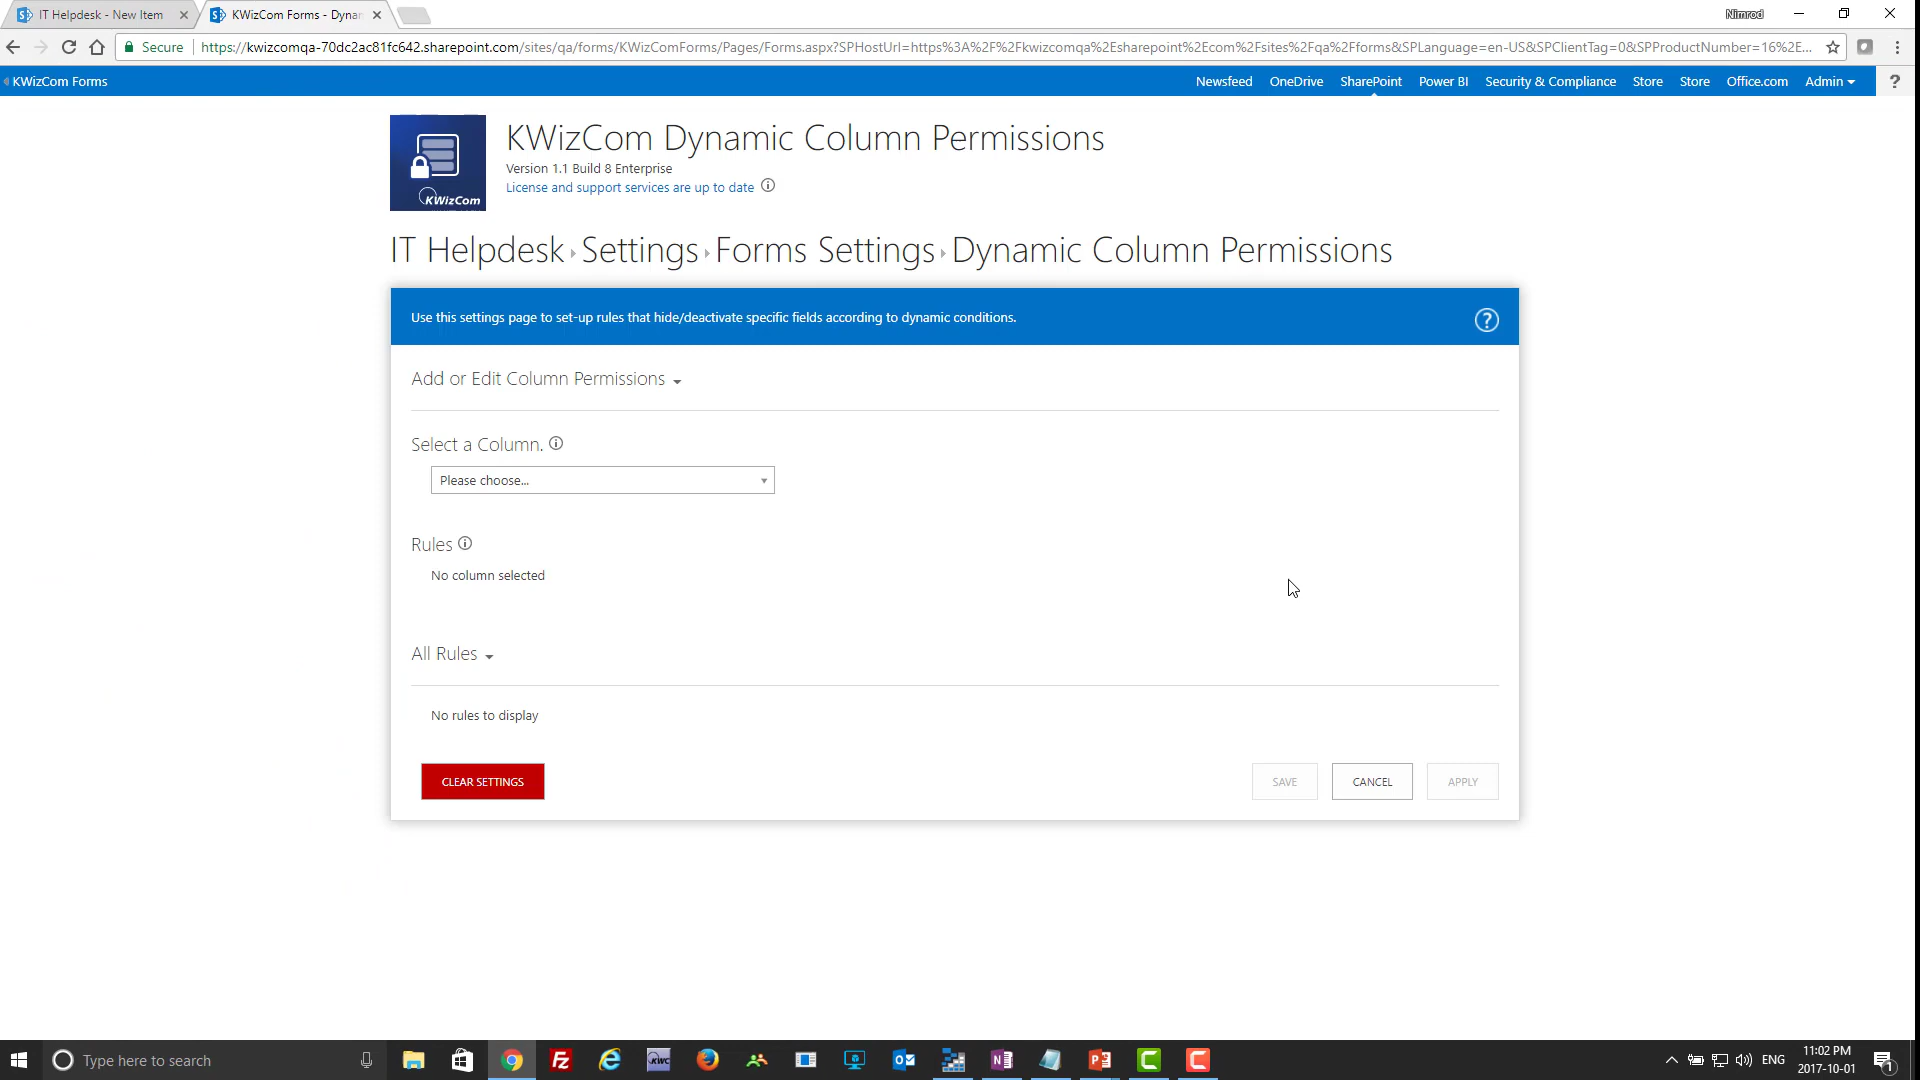 IT Helpdesk - New Item
KWizCom Forms - Dynar
Nimrod
Secure
https://kwizcomqa-70dc2ac81fc642.sharepoint.com/sites/qa/forms/KWizComForms/Pages/Forms.aspx?SPHostUrl=https%3A%2F%2Fkwizcomqa%2Esharepoint%2Ecom%2Fsites%2Fqa%2Fforms&SPLanguage=en-US&SPClientTag=0&SPProductNumber=16%2E...
KWizCom Forms
Newsfeed OneDrive SharePoint Power BI Security & Compliance Store Store Office.com Admin ?
KWizCom
KWizCom Dynamic Column Permissions
Version 1.1 Build 8 Enterprise
License and support services are up to date
IT Helpdesk Settings Forms Settings Dynamic Column Permissions
Use this settings page to set-up rules that hide/deactivate specific fields according to dynamic conditions.
?
Add or Edit Column Permissions
Select a Column.
Please choose...
Rules
No column selected
All Rules
No rules to display
CLEAR SETTINGS
SAVE CANCEL APPLY
Type here to search
KWC
ENG
11:02 PM
2017-10-01
1